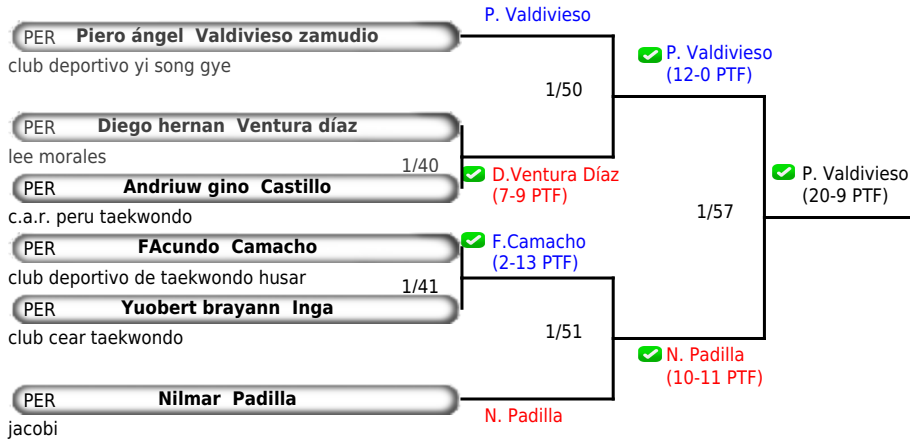 P. Valdivieso
PER Piero ángel Valdivieso zamudio
club deportivo yi song gye
P. Valdivieso
(12-0 PTF)
1/50
PER Diego hernan Ventura díaz
lee morales
1/40
D.Ventura Díaz
(7-9 PTF)
PER Andriuw gino Castillo
c.a.r. peru taekwondo
P. Valdivieso
(20-9 PTF)
1/57
PER FAcundo Camacho
club deportivo de taekwondo husar
F.Camacho
(2-13 PTF)
1/41
PER Yuobert brayann Inga
club cear taekwondo
1/51
N. Padilla
(10-11 PTF)
PER Nilmar Padilla
jacobi
N. Padilla